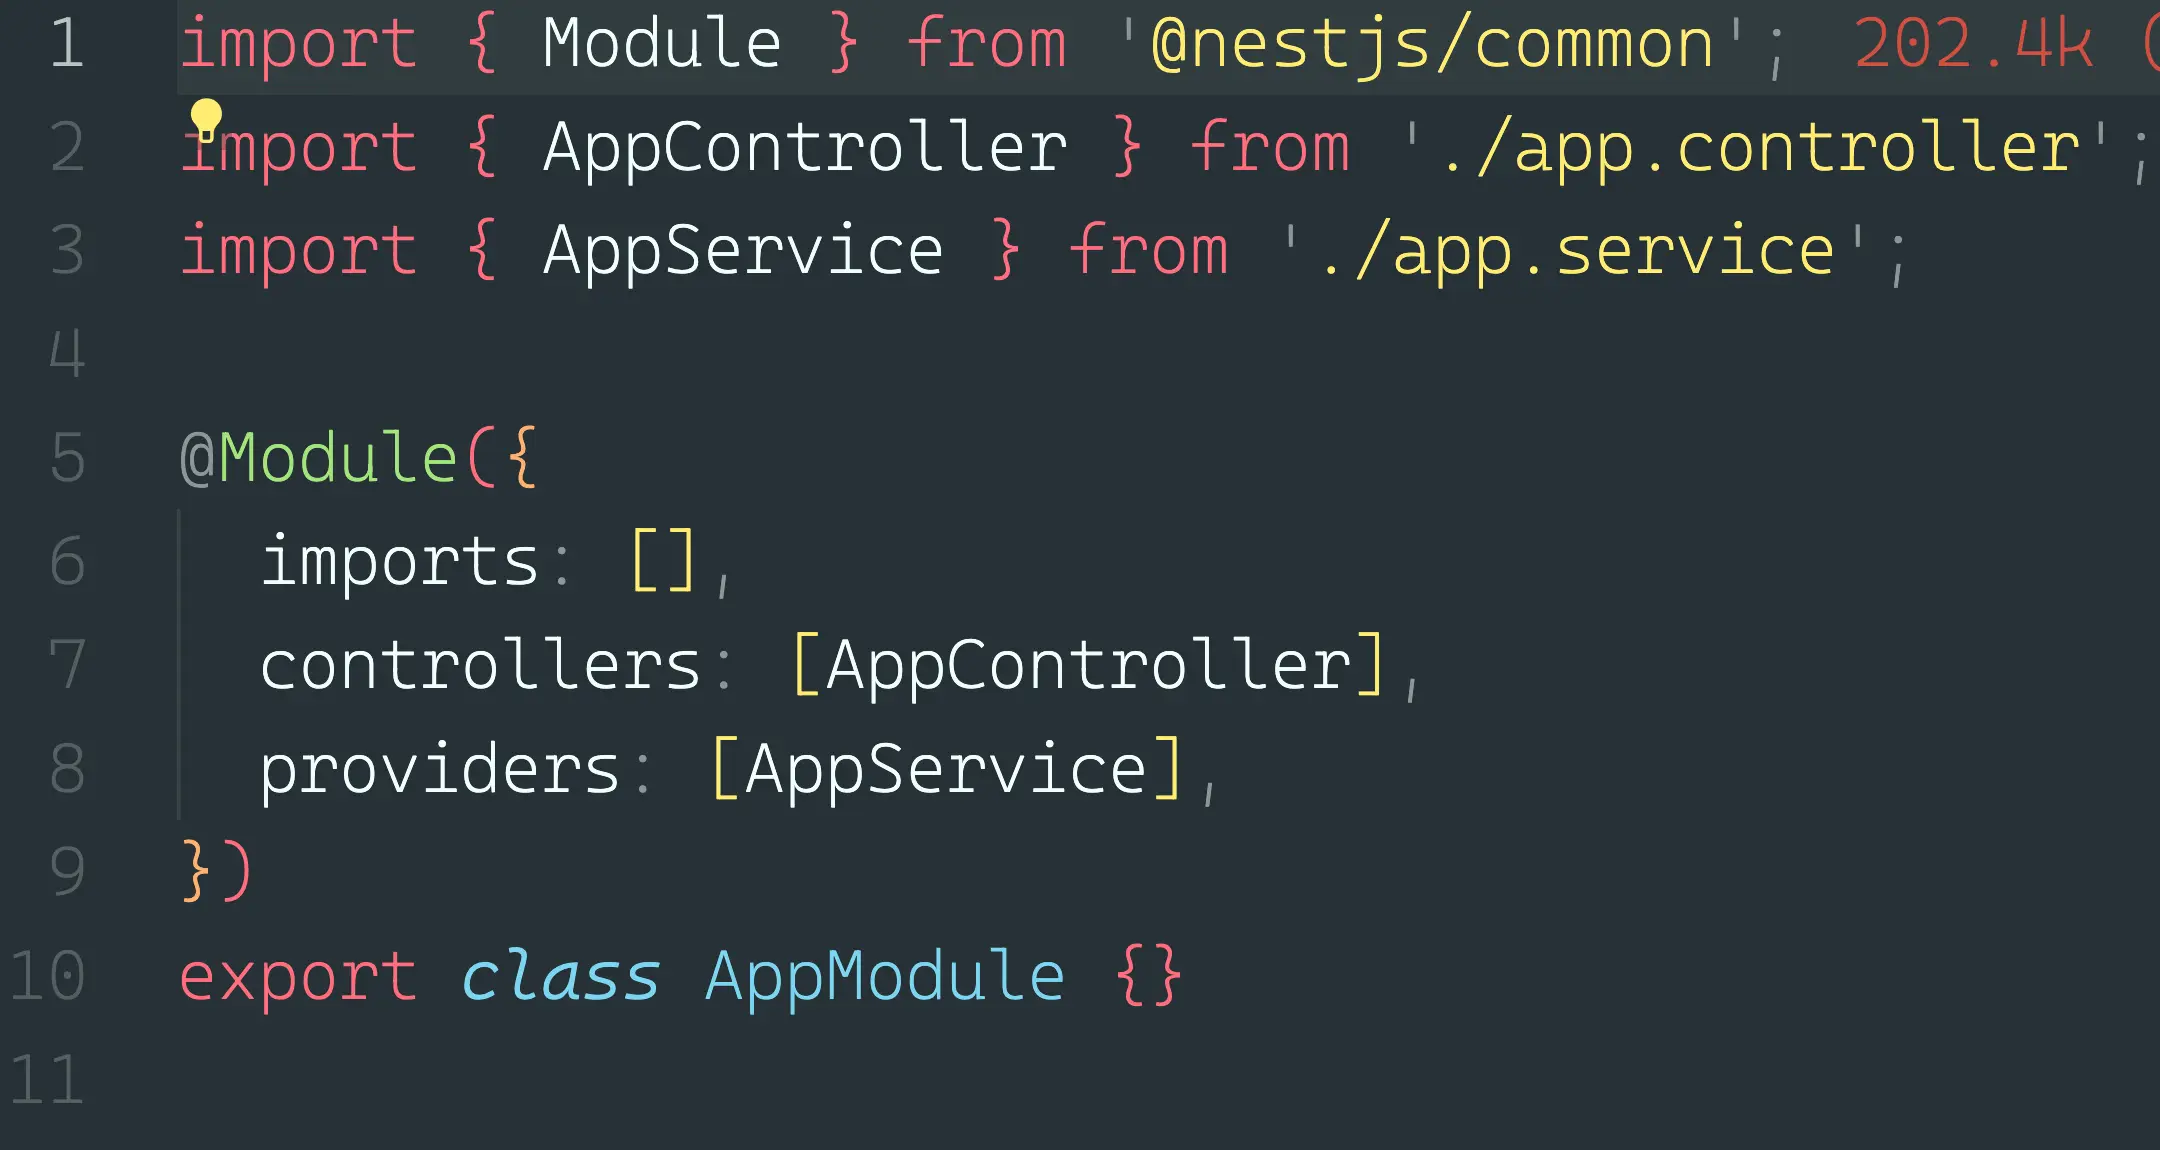 1 import { Module } from '@nestjs/common'; 202.4k (
2 import { AppController } from './app.controller';
3 import { AppService } from './app.service';
4
5 @Module({
6   imports: [],
7   controllers: [AppController],
8   providers: [AppService],
9 })
10 export class AppModule {}
11